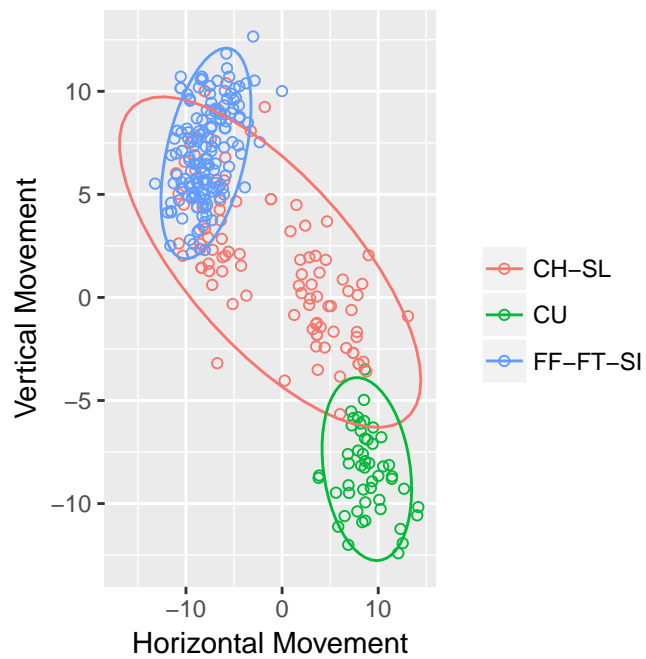 Vertical Movement
10
5
0
−5
−10
−10 0 10
Horizontal Movement
CH−SL
CU
FF−FT−SI